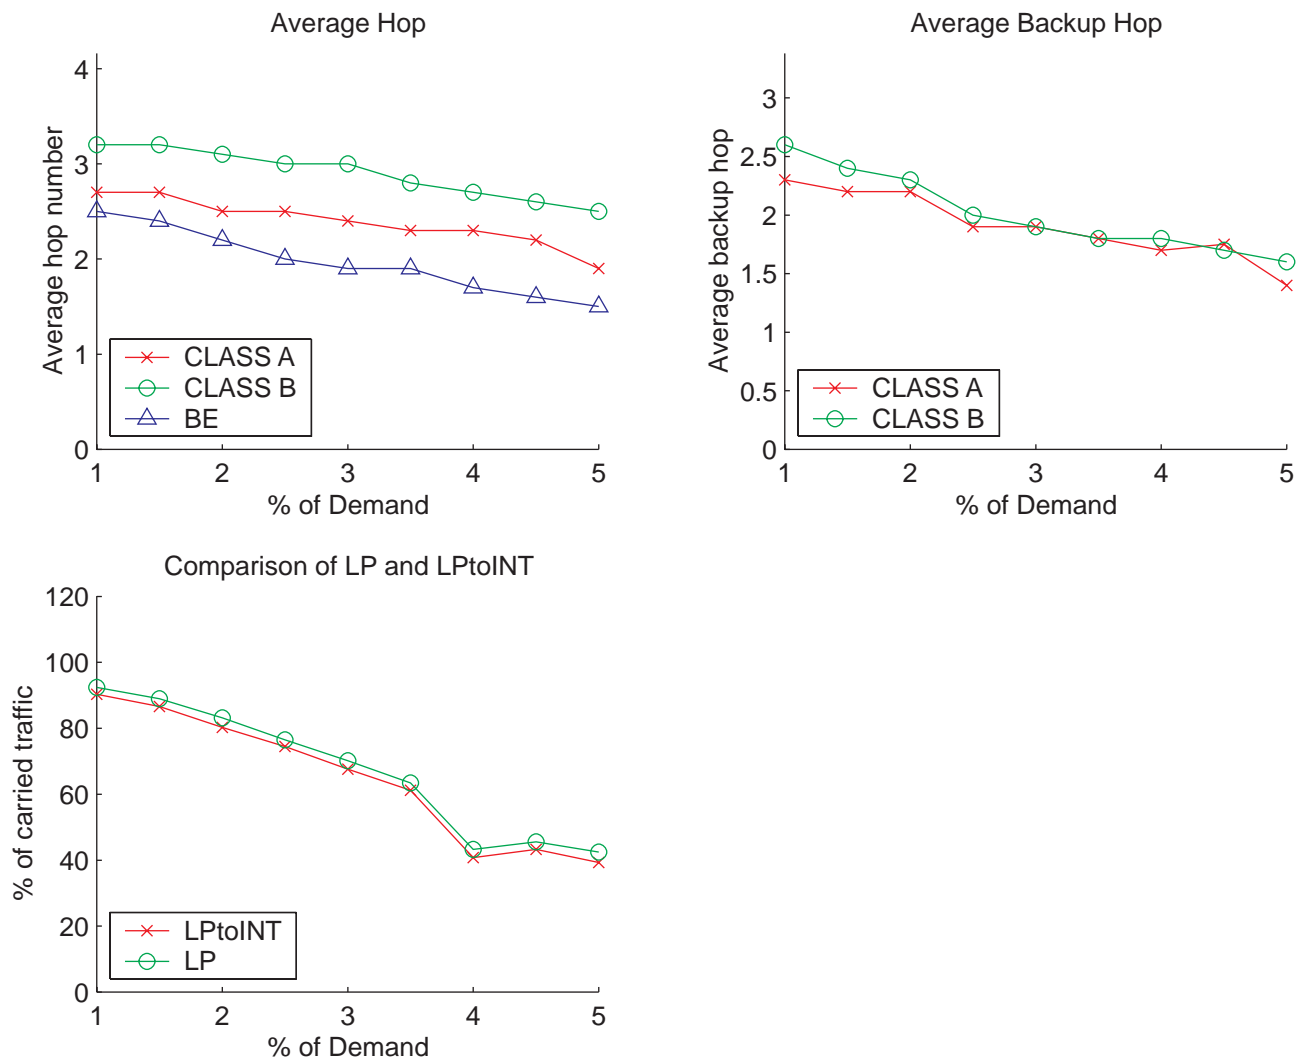 Average Hop
4
3
2
1
0
Average hop number
CLASS A
CLASS B
BE
1 2 3 4 5
% of Demand
Average Backup Hop
3
2.5
2
1.5
1
0.5
0
Average backup hop
CLASS A
CLASS B
1 2 3 4 5
% of Demand
Comparison of LP and LPtoINT
120
100
80
60
40
20
0
% of carried traffic
LPtoINT
LP
1 2 3 4 5
% of Demand